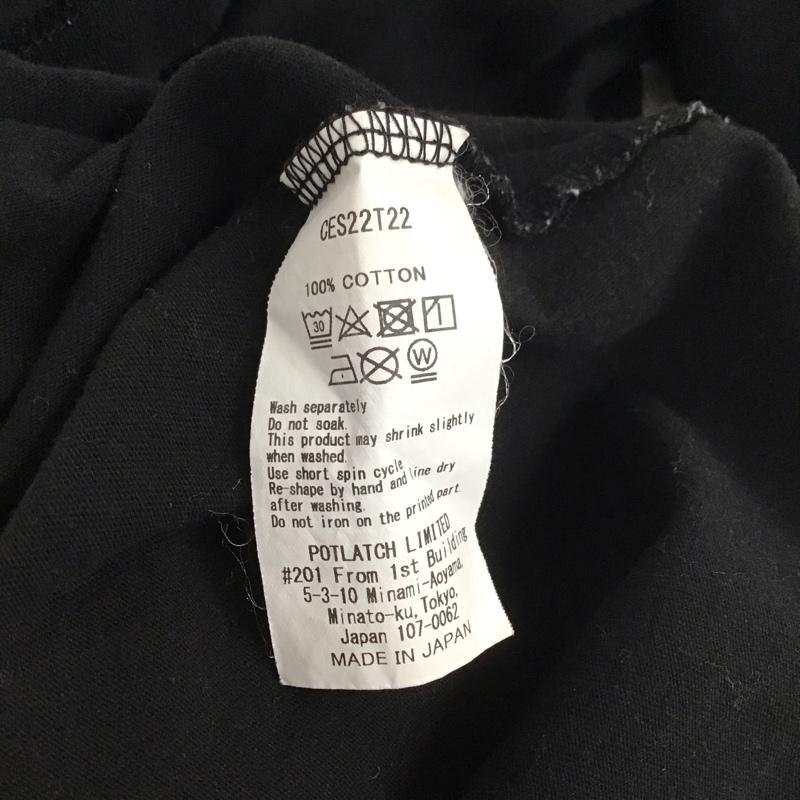 CES22T22
100% COTTON
30
W
Wash separately
Do not soak.
This product may shrink slightly
when washed.
Use short spin cycle
Re-shape by hand and line dry
after washing.
Do not iron on the printed part.
POTLATCH LIMITED
#201 From 1st Building
5-3-10 Minami-Aoyama,
Minato-ku, Tokyo,
Japan 107-0062
MADE IN JAPAN